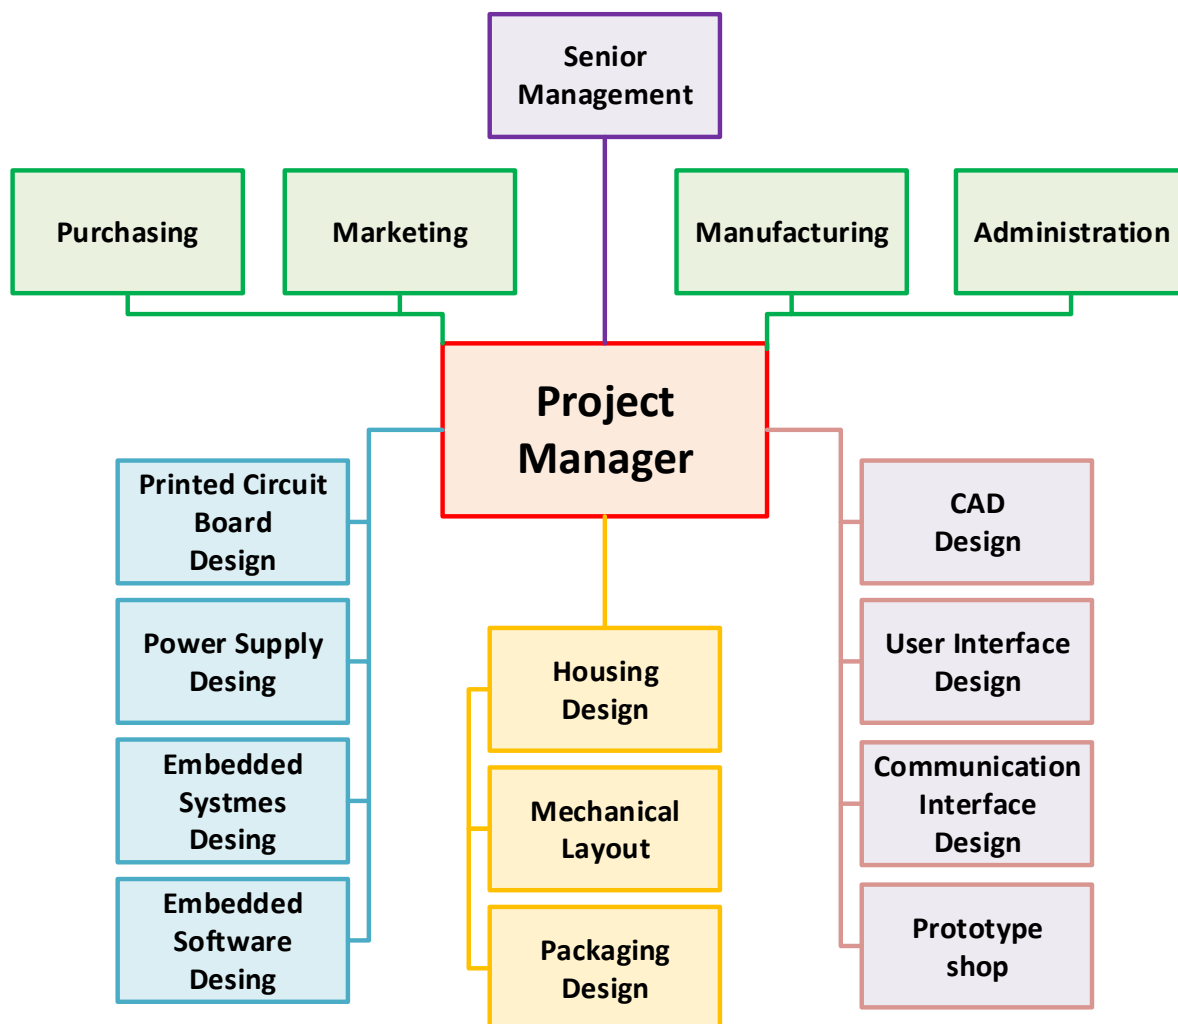 Senior
Management
Purchasing
Marketing
Manufacturing
Administration
Project
Manager
Printed Circuit
Board
Design
Power Supply
Desing
Embedded
Systmes
Desing
Embedded
Software
Desing
Housing
Design
Mechanical
Layout
Packaging
Design
CAD
Design
User Interface
Design
Communication
Interface
Design
Prototype
shop